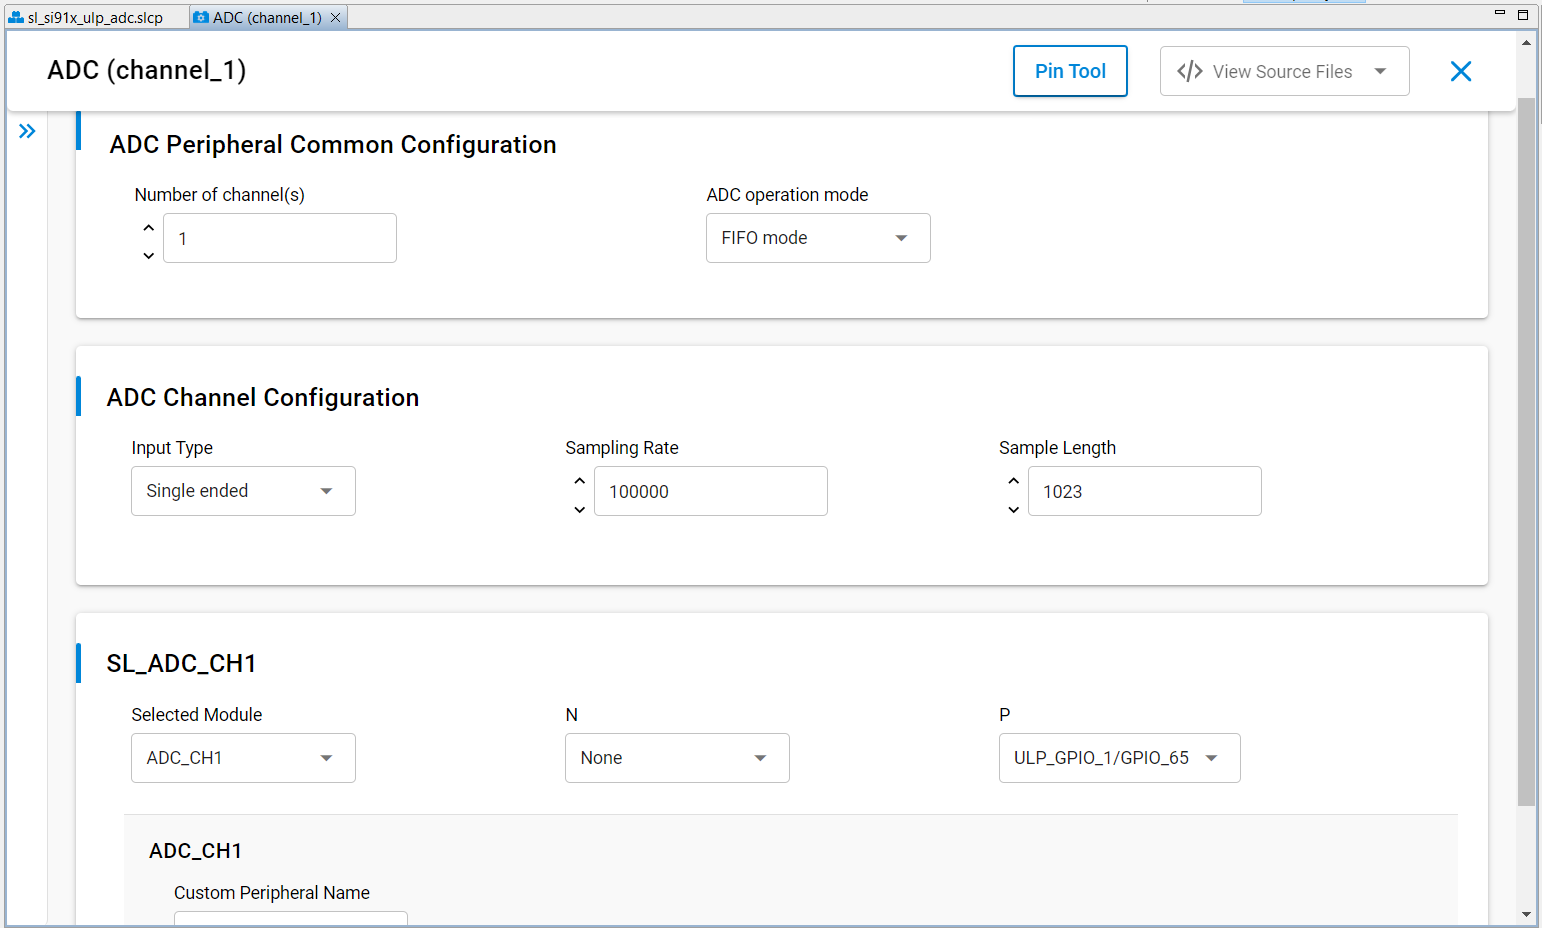 sl_si91x_ulp_adc.slcp ADC (channel_1)
ADC (channel_1) Pin Tool View Source Files
ADC Peripheral Common Configuration
Number of channel(s) ADC operation mode
1 FIFO mode
ADC Channel Configuration
Input Type Sampling Rate Sample Length
Single ended 100000 1023
SL_ADC_CH1
Selected Module N P
ADC_CH1 None ULP_GPIO_1/GPIO_65
ADC_CH1
Custom Peripheral Name